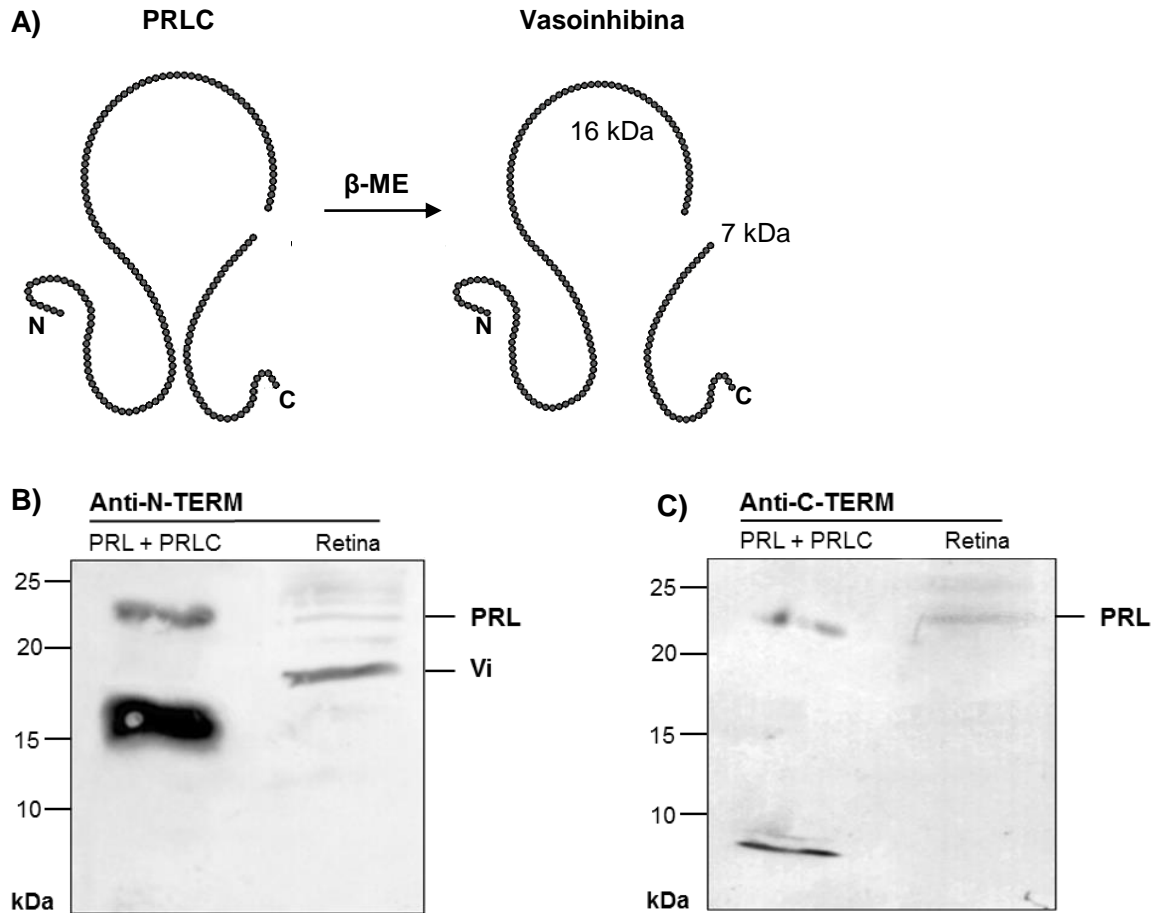 A)
PRLC
Vasoinhibina
16 kDa
β-ME
7 kDa
N
C
N
C
B)
Anti-N-TERM
PRL + PRLC
Retina
25
20
15
10
kDa
PRL
Vi
C)
Anti-C-TERM
PRL + PRLC
Retina
25
20
15
10
kDa
PRL